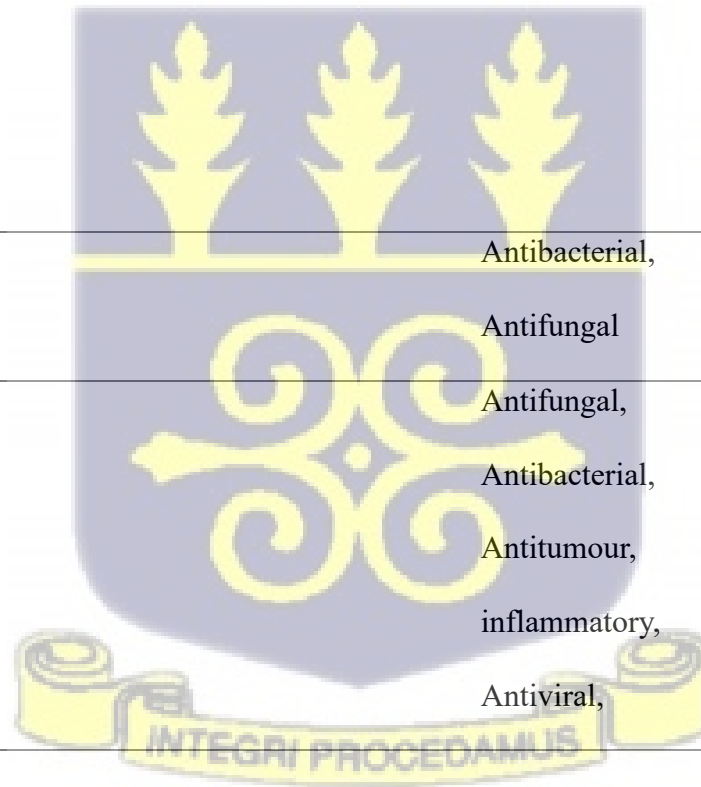 Antibacterial,
Antifungal
Antifungal,
Antibacterial,
Antitumour,
inflammatory,
Antiviral,
INTEGRI PROCEDAMUS